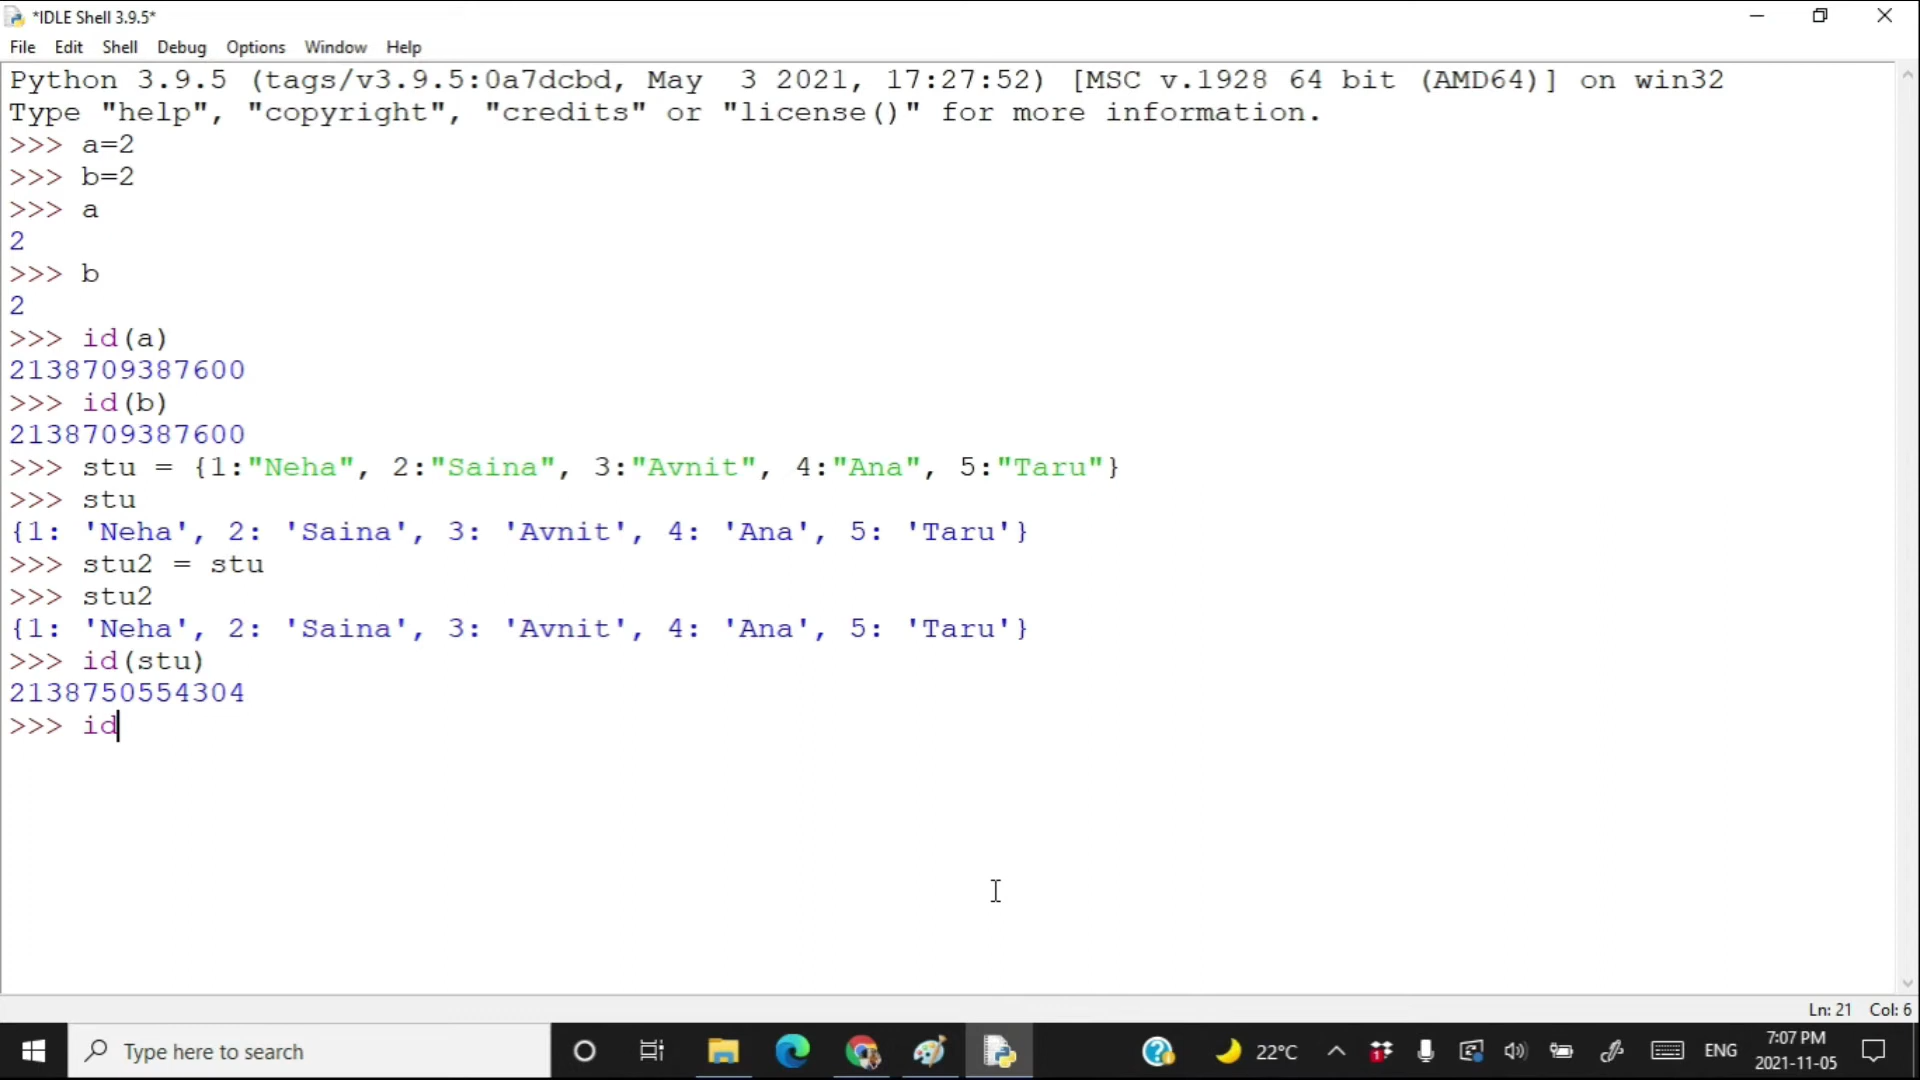 *IDLE Shell 3.9.5*
File Edit Shell Debug Options Window Help
Python 3.9.5 (tags/v3.9.5:0a7dcbd, May  3 2021, 17:27:52) [MSC v.1928 64 bit (AMD64)] on win32
Type "help", "copyright", "credits" or "license()" for more information.
>>> a=2
>>> b=2
>>> a
2
>>> b
2
>>> id(a)
2138709387600
>>> id(b)
2138709387600
>>> stu = {1:"Neha", 2:"Saina", 3:"Avnit", 4:"Ana", 5:"Taru"}
>>> stu
{1: 'Neha', 2: 'Saina', 3: 'Avnit', 4: 'Ana', 5: 'Taru'}
>>> stu2 = stu
>>> stu2
{1: 'Neha', 2: 'Saina', 3: 'Avnit', 4: 'Ana', 5: 'Taru'}
>>> id(stu)
2138750554304
>>> id
Ln: 21 Col: 6
Type here to search
22°C
ENG
7:07 PM
2021-11-05